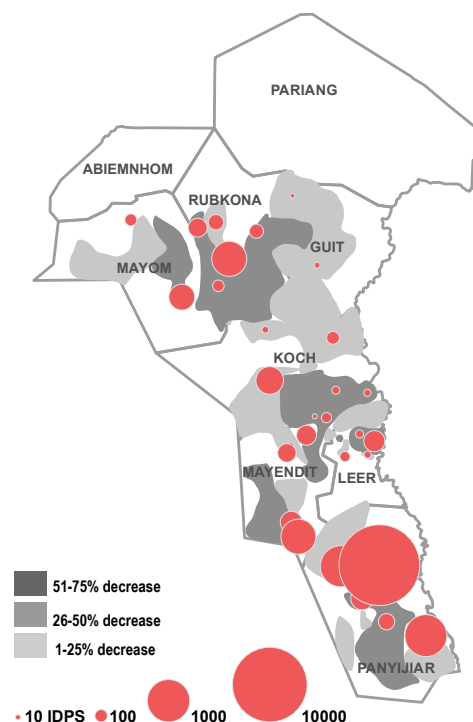 PARIANG
ABIEMNHOM
RUBKONA
GUIT
MAYOM
KOCH
MAYENDIT
LEER
51-75% decrease
26-50% decrease
1-25% decrease
PANYIJIAR
10 IDPS 100 1000 10000